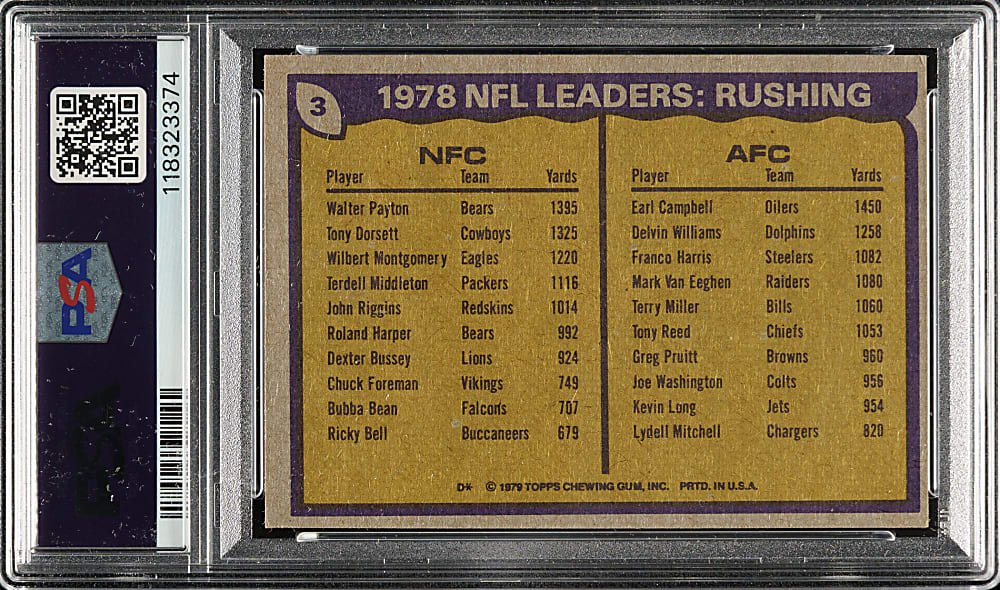 118323374
PSA
PSA
3
1978 NFL LEADERS: RUSHING
NFC
Player Team Yards
Walter Payton Bears 1395
Tony Dorsett Cowboys 1325
Wilbert Montgomery Eagles 1220
Terdell Middleton Packers 1116
John Riggins Redskins 1014
Roland Harper Bears 992
Dexter Bussey Lions 924
Chuck Foreman Vikings 749
Bubba Bean Falcons 707
Ricky Bell Buccaneers 679
AFC
Player Team Yards
Earl Campbell Oilers 1450
Delvin Williams Dolphins 1258
Franco Harris Steelers 1082
Mark Van Eeghen Raiders 1080
Terry Miller Bills 1060
Tony Reed Chiefs 1053
Greg Pruitt Browns 960
Joe Washington Colts 956
Kevin Long Jets 954
Lydell Mitchell Chargers 820
D* © 1979 TOPPS CHEWING GUM, INC. PRTD. IN U.S.A.